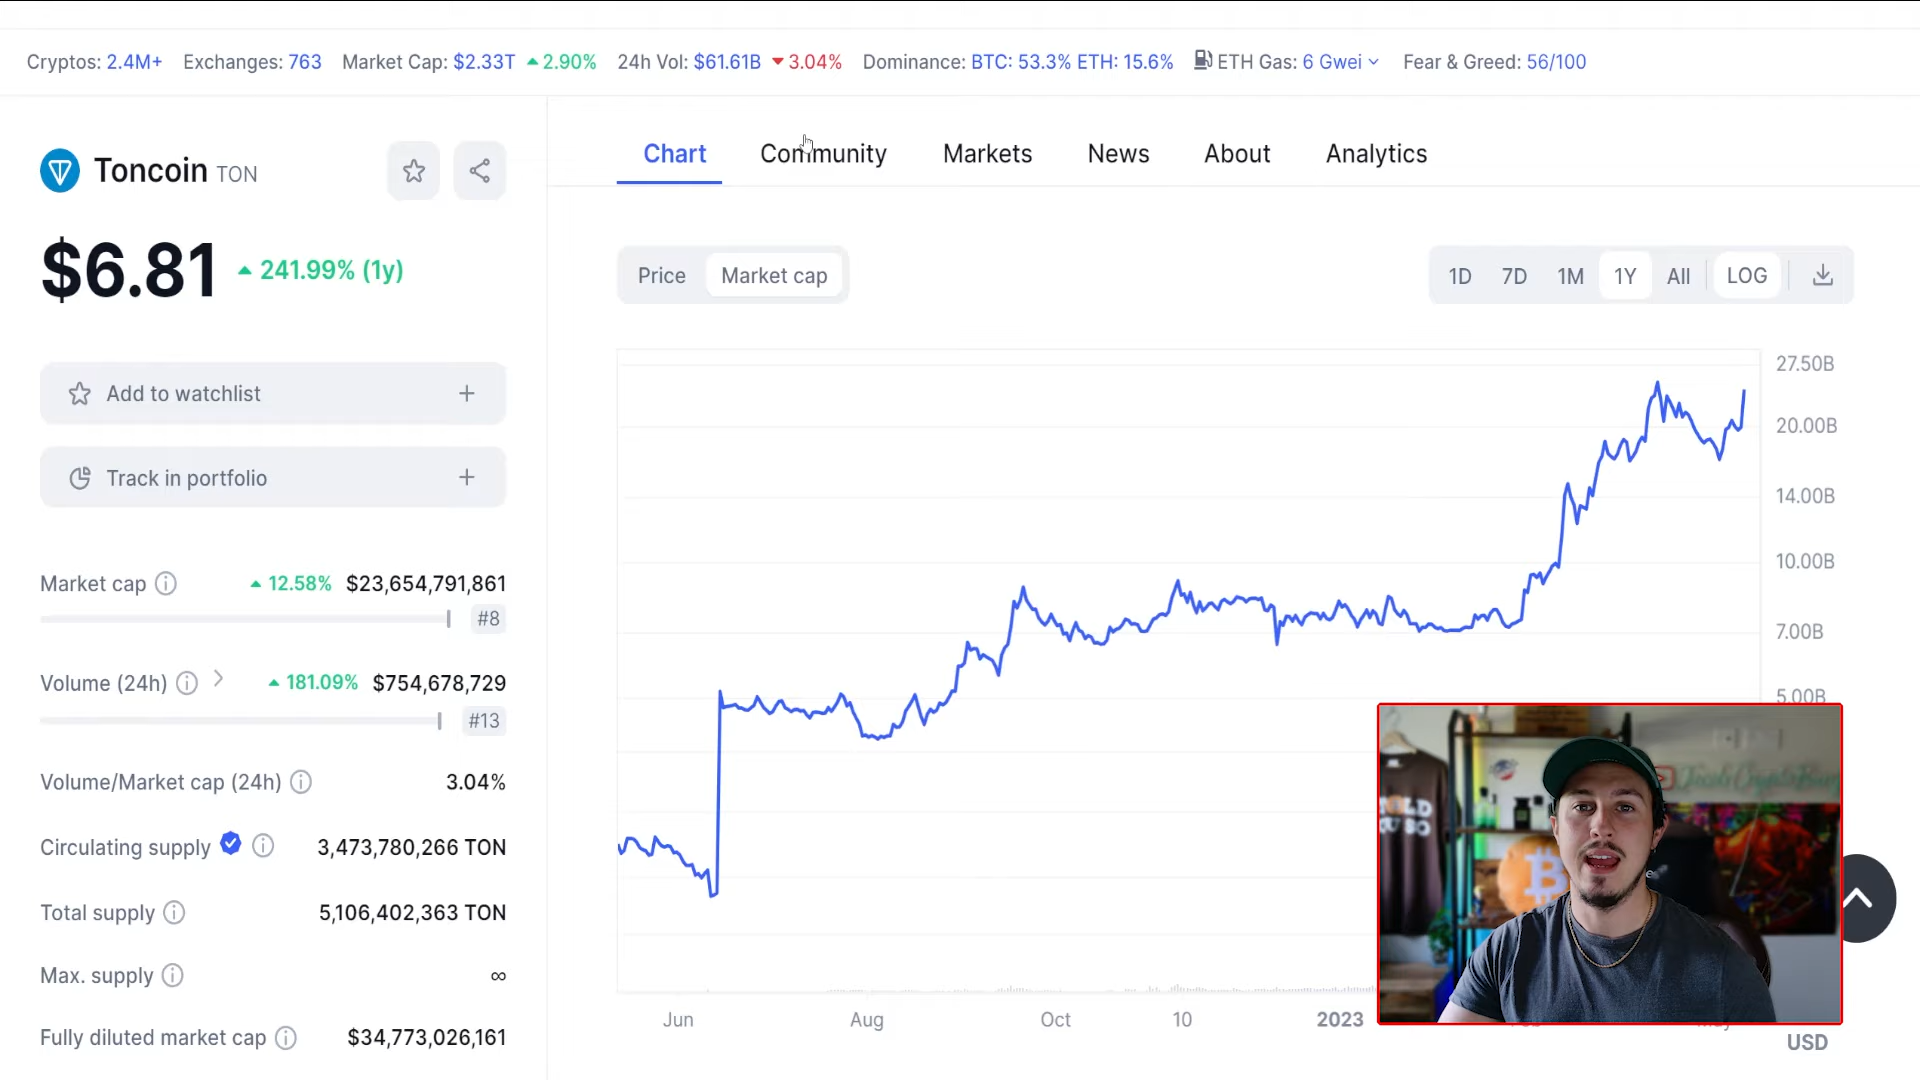 Cryptos: 2.4M+ Exchanges: 763 Market Cap: $2.33T 2.90% 24h Vol: $61.61B 3.04% Dominance: BTC: 53.3% ETH: 15.6% ETH Gas: 6 Gwei Fear & Greed: 56/100
Toncoin TON
$6.81 241.99% (1y)
Add to watchlist +
Track in portfolio +
Market cap 12.58% $23,654,791,861
#8
Volume (24h) 181.09% $754,678,729
#13
Volume/Market cap (24h) 3.04%
Circulating supply 3,473,780,266 TON
Total supply 5,106,402,363 TON
Max. supply ∞
Fully diluted market cap $34,773,026,161
Chart Community Markets News About Analytics
Price Market cap
1D 7D 1M 1Y All LOG
27.50B
20.00B
14.00B
10.00B
7.00B
5.00B
Jun Aug Oct 10 2023
USD